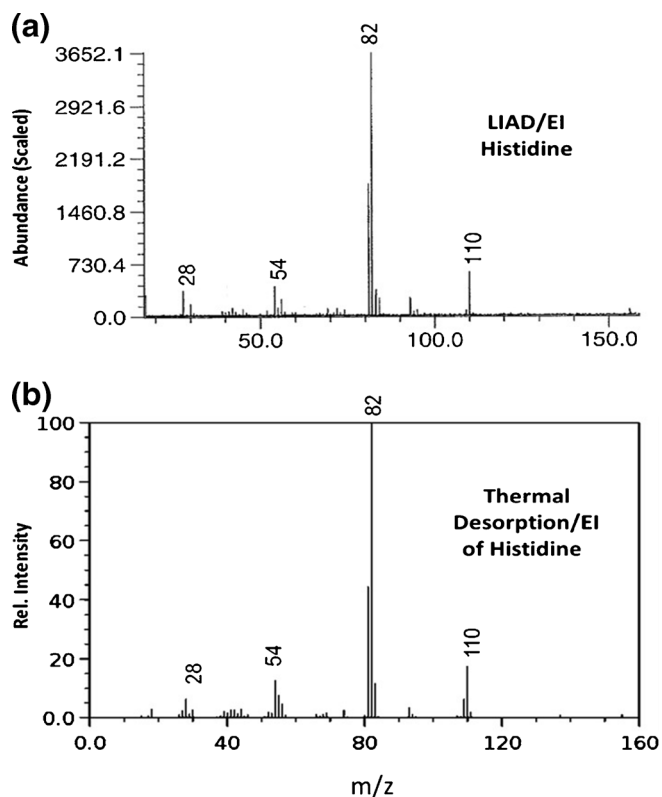 (a)
82
3652.1
2921.6
2191.2
1460.8
730.4
0.0
Abundance (Scaled)
LIAD/EI
Histidine
28
54
110
50.0
100.0
150.0
(b)
82
100
80
60
40
20
0.0
Rel. Intensity
Thermal
Desorption/EI
of Histidine
28
54
110
0.0
40
80
120
160
m/z